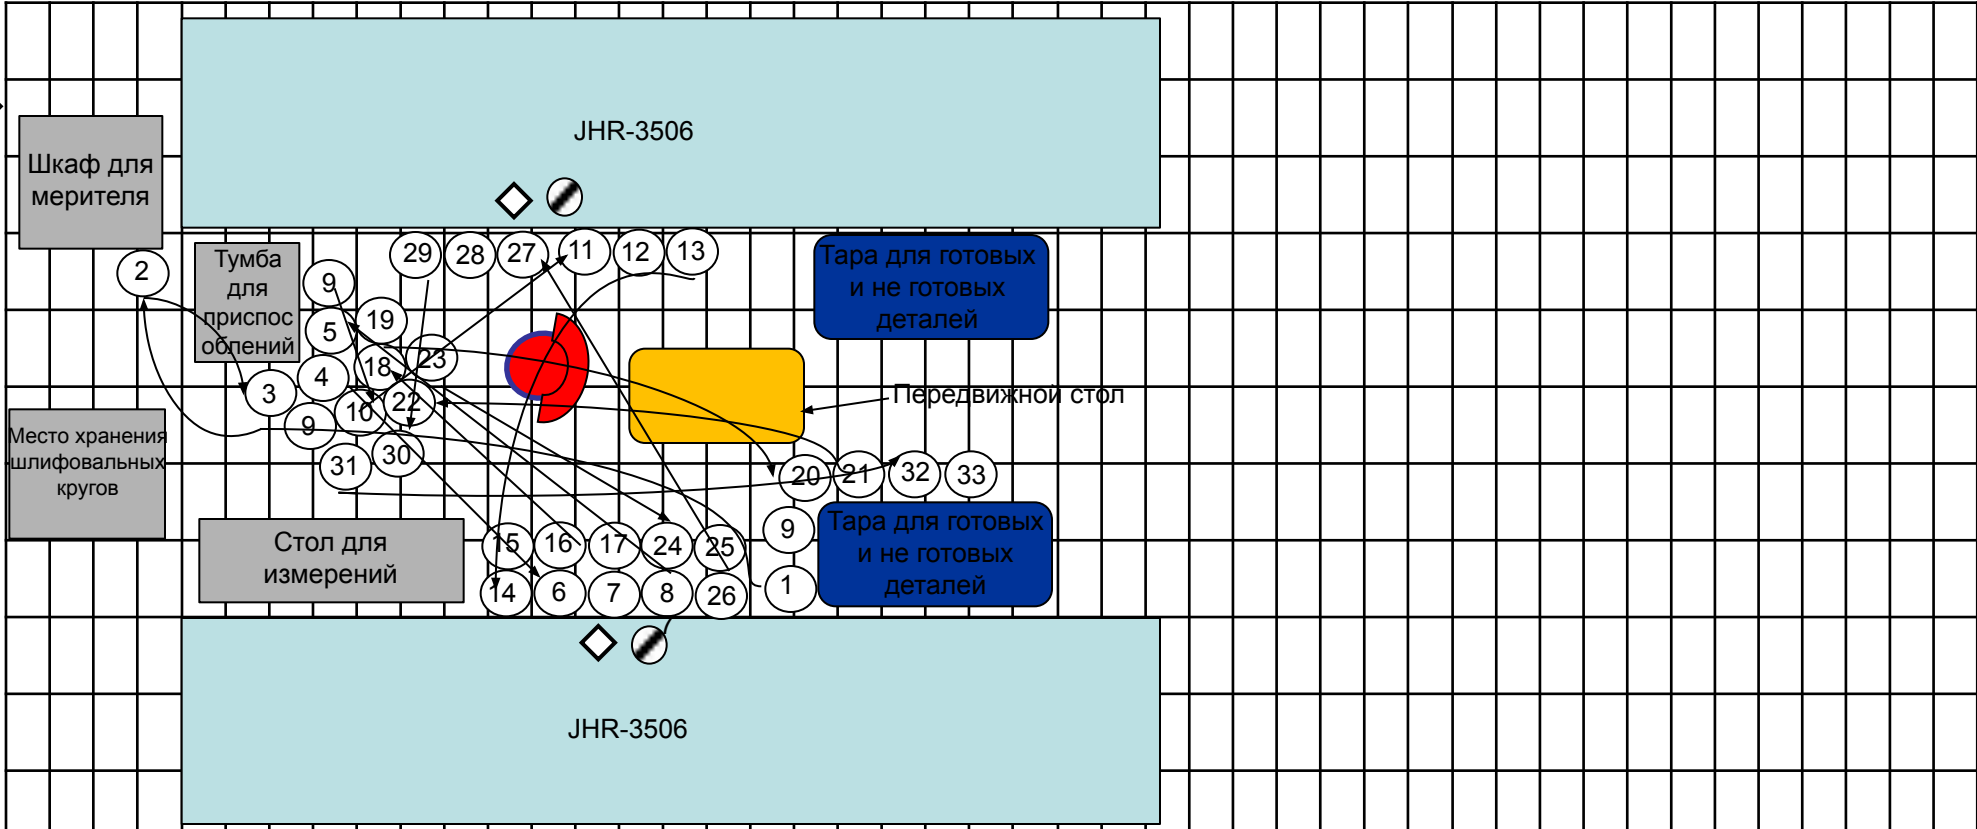 JHR-3506
Шкаф для
мерителя
29
28
27
11
12
13
2
Тумба
для
приспос
облений
9
5
19
18
23
4
3
10
22
9
31
30
Тара для готовых
и не готовых
деталей
Передвижной стол
Место хранения
шлифовальных
кругов
20
21
32
33
Стол для
измерений
15
16
17
24
25
9
14
6
7
8
26
1
Тара для готовых
и не готовых
деталей
JHR-3506